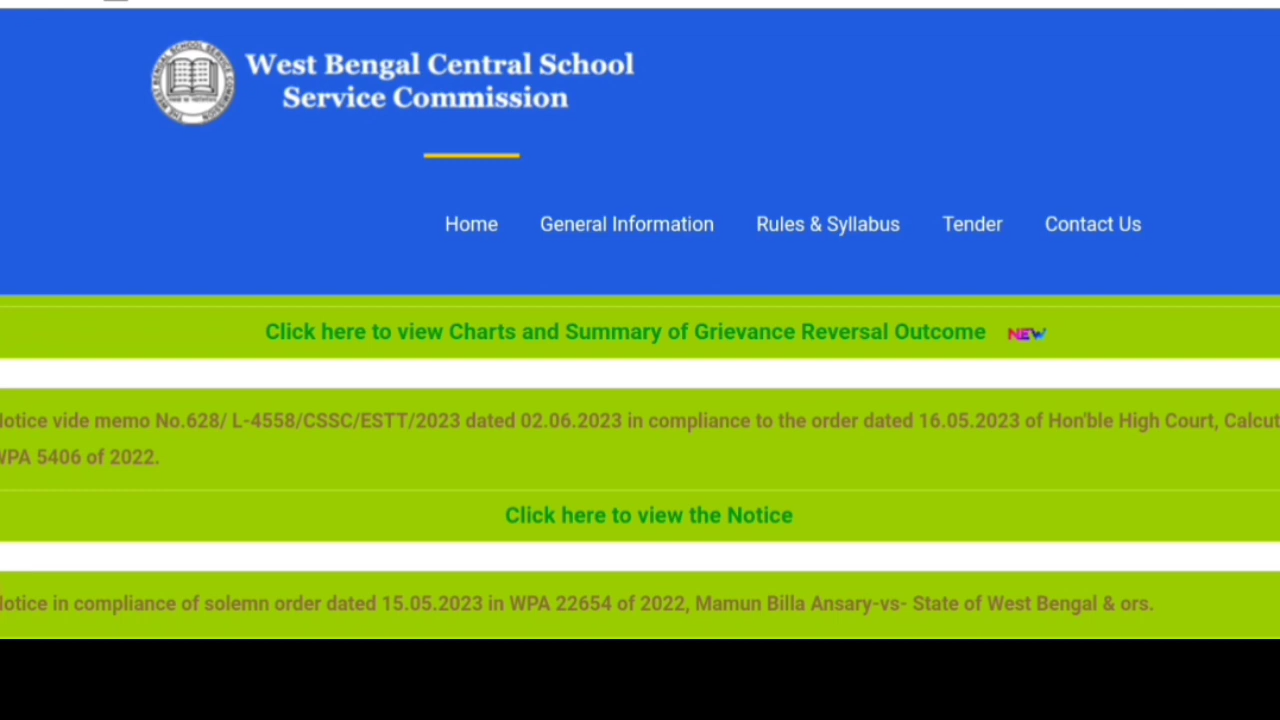 West Bengal Central School
Service Commission
Home General Information Rules & Syllabus Tender Contact Us
Click here to view Charts and Summary of Grievance Reversal Outcome NEW
otice vide memo No.628/ L-4558/CSSC/ESTT/2023 dated 02.06.2023 in compliance to the order dated 16.05.2023 of Hon'ble High Court, Calcut
WPA 5406 of 2022.
Click here to view the Notice
otice in compliance of solemn order dated 15.05.2023 in WPA 22654 of 2022, Mamun Billa Ansary-vs- State of West Bengal & ors.